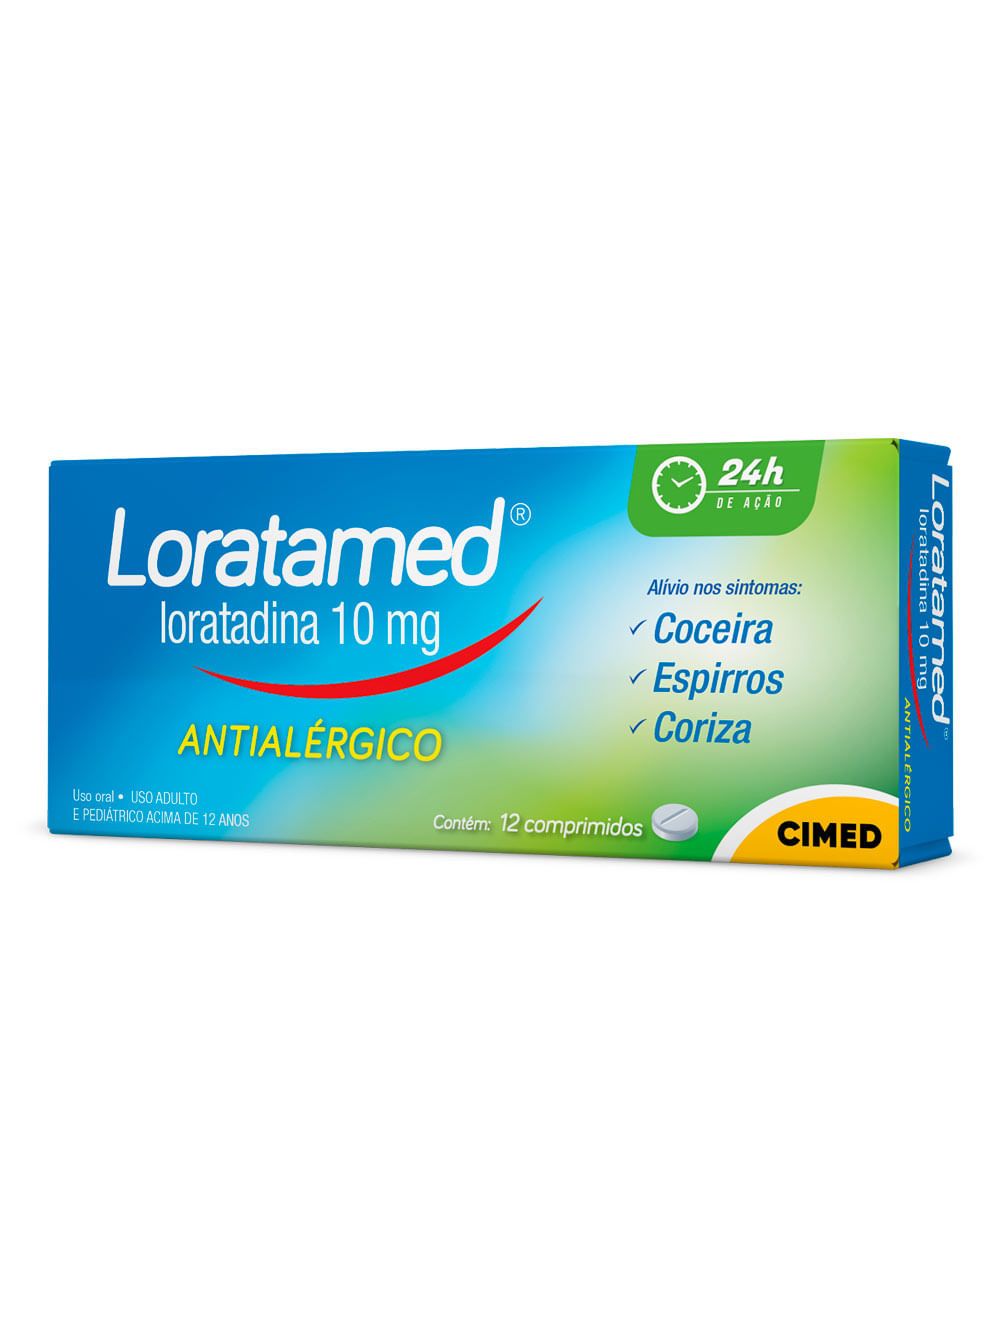 Loratamed®
loratadina 10 mg
ANTIALÉRGICO
Uso oral • USO ADULTO
E PEDIÁTRICO ACIMA DE 12 ANOS
Contém: 12 comprimidos
24h
DE AÇÃO
Alívio nos sintomas:
✓ Coceira
✓ Espirros
✓ Coriza
CIMED
Loratamed®
loratadina 10 mg
ANTIALÉRGICO